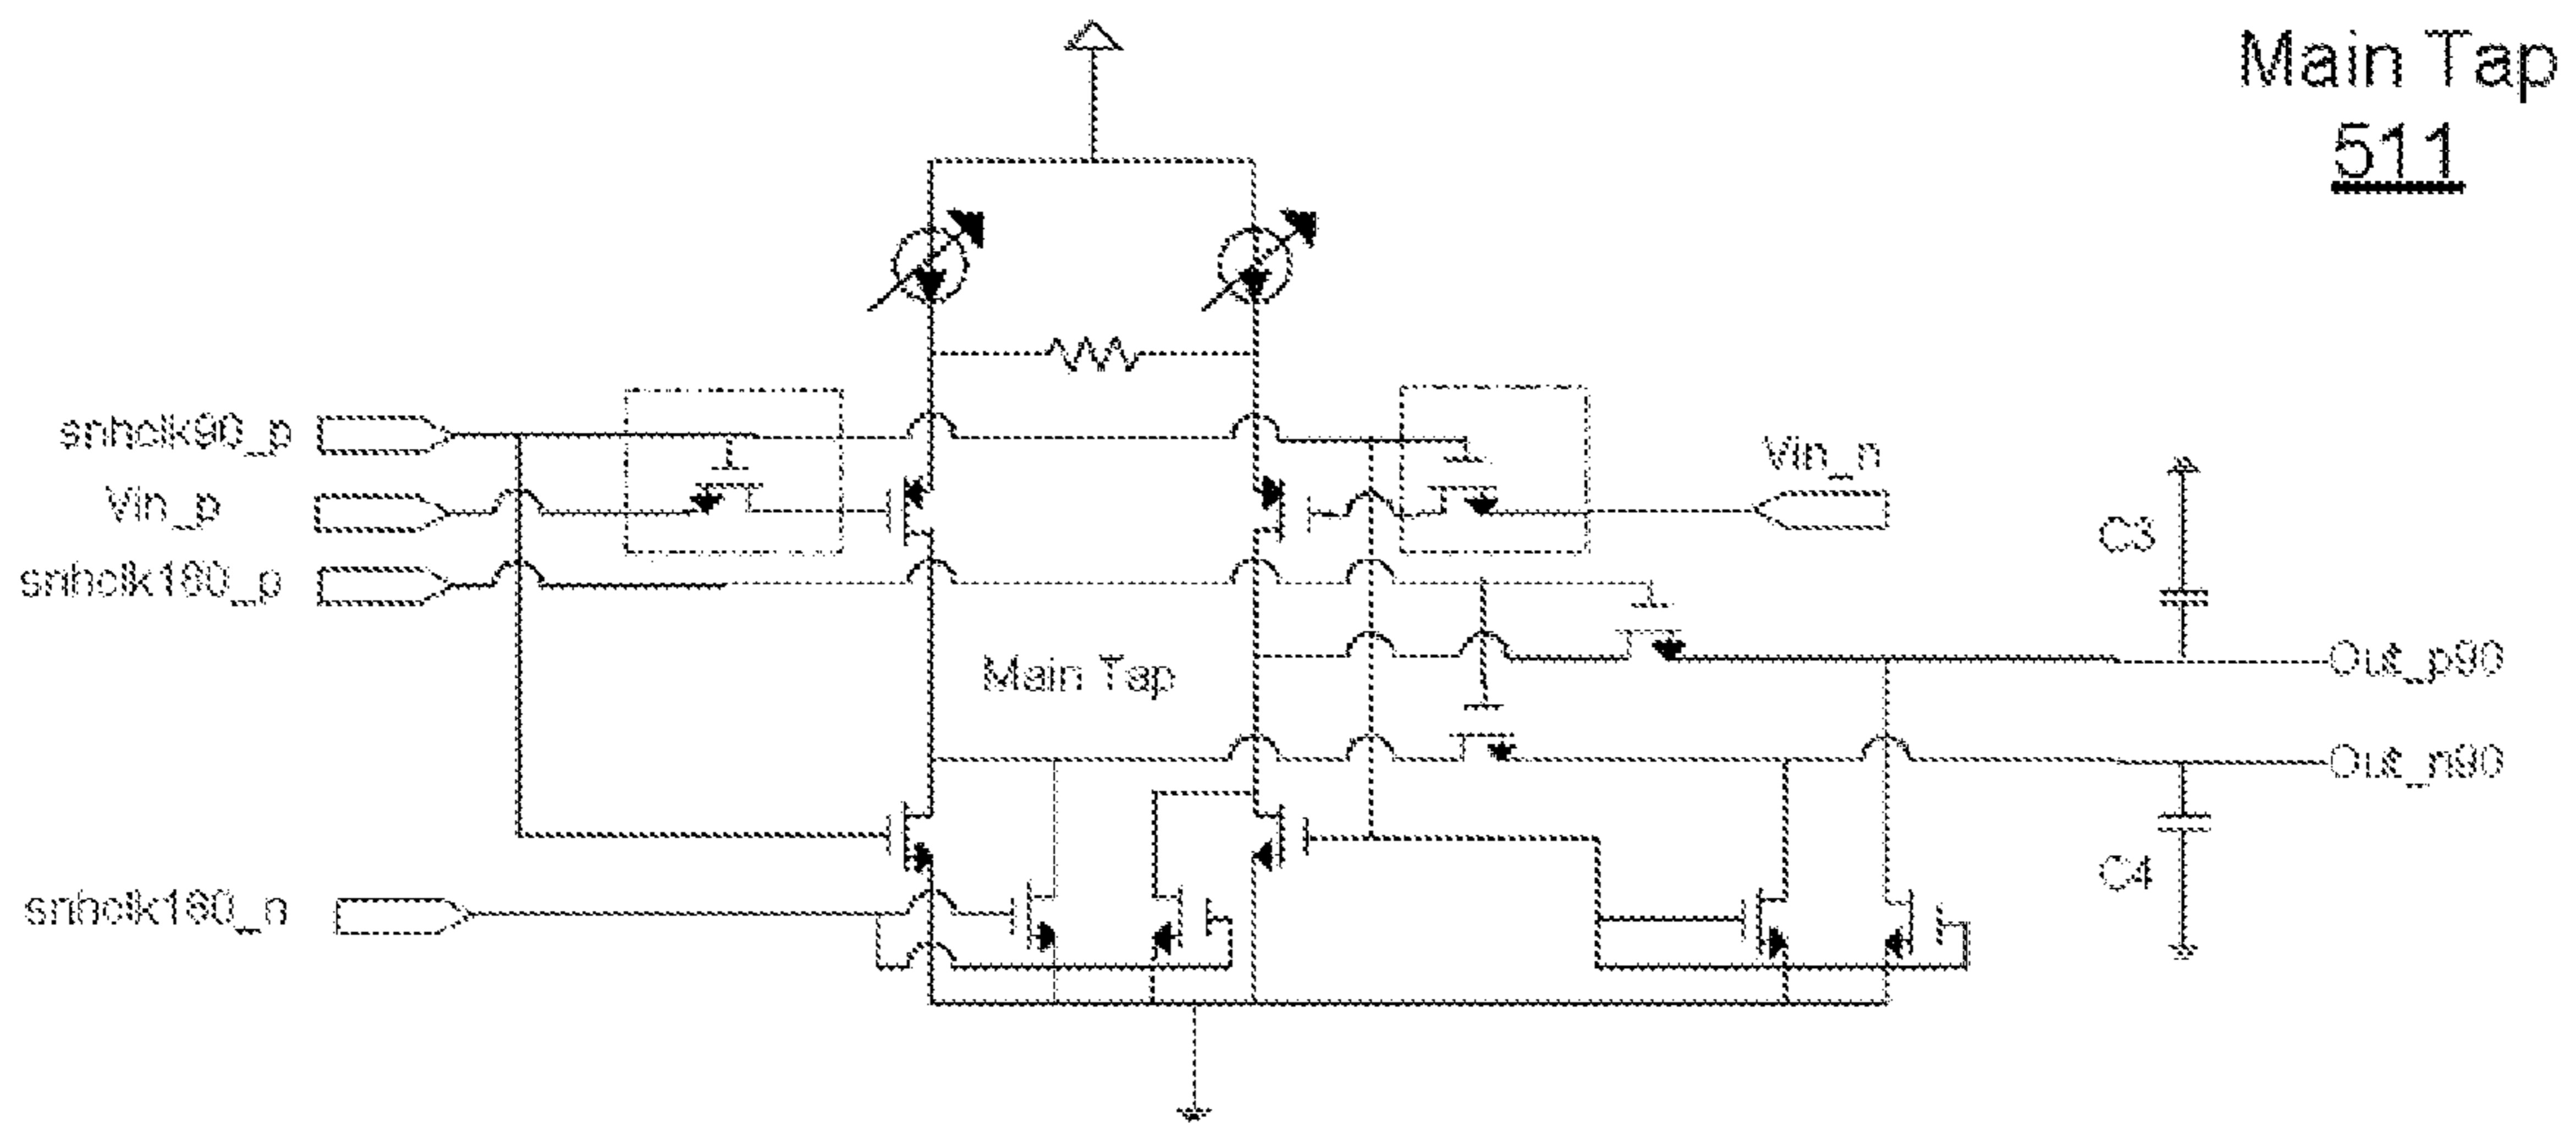 Main Tap
511
snhclk90_p
Vin_p
snhclk180_p
Vin_n
C3
Main Tap
Out_p90
Out_n90
C4
snhclk180_n